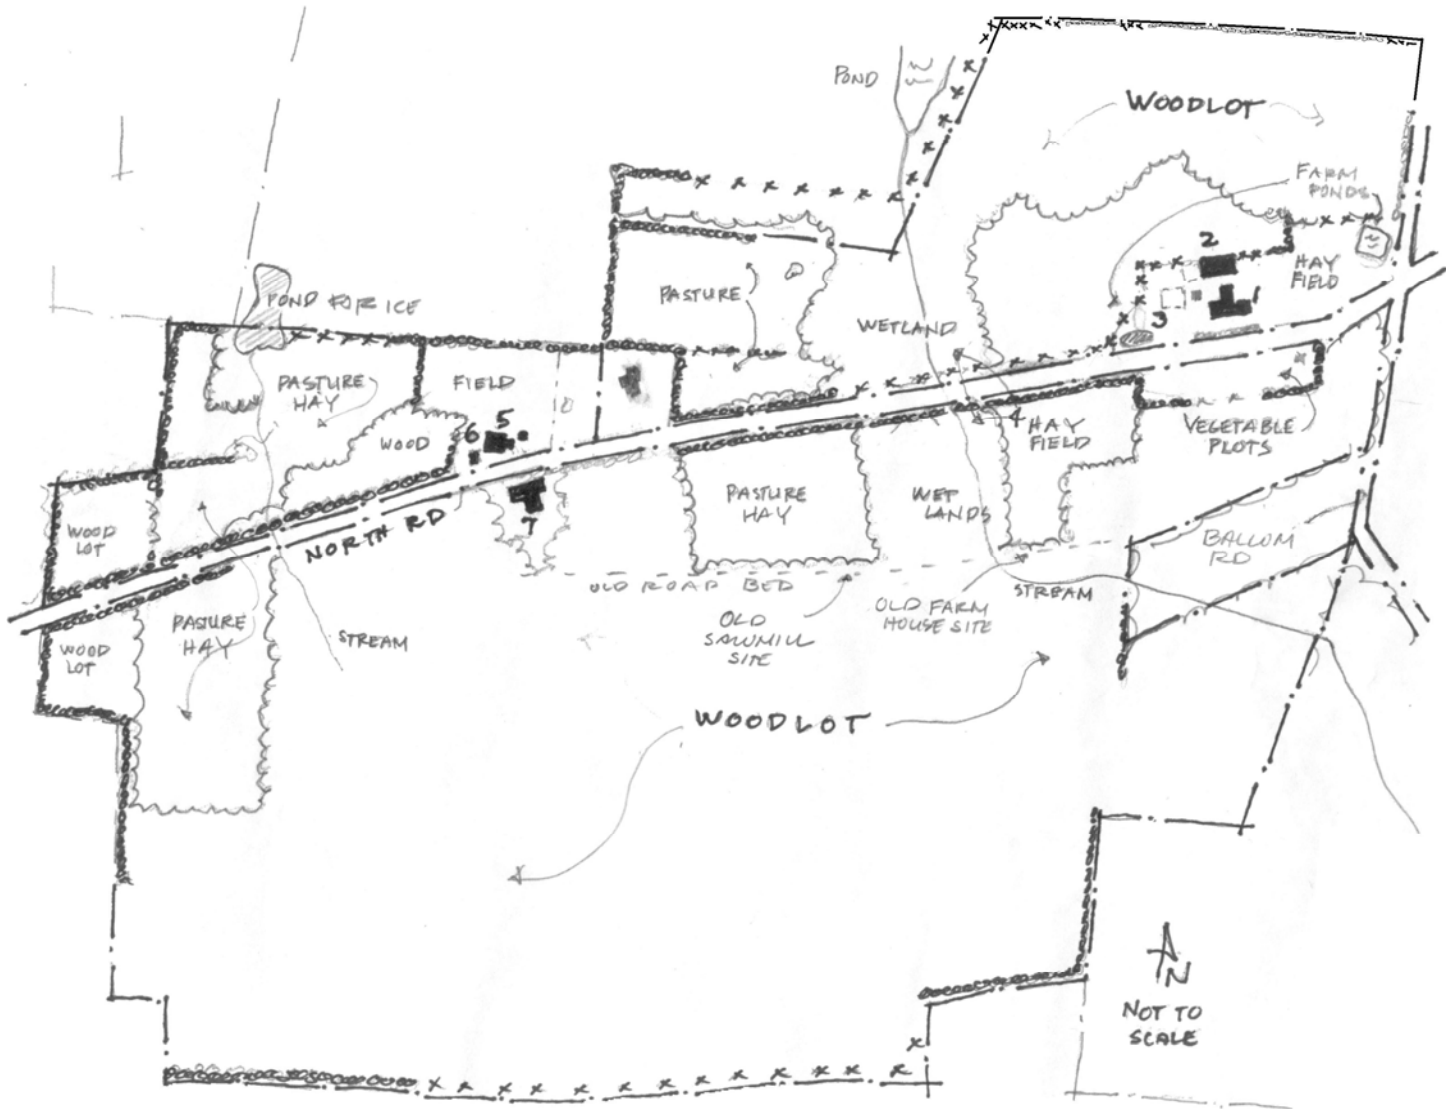 POND
WOODLOT
FARM
PONDS
2
HAY
FIELD
1
3
POND FOR ICE
PASTURE
WETLAND
PASTURE
HAY
FIELD
WOOD
5
6
7
4
HAY
FIELD
VEGETABLE
PLOTS
PASTURE
HAY
WET
LANDS
WOOD
LOT
NORTH RD
BALLUM
RD
OLD ROAD BED
OLD
SAWMILL
SITE
OLD FARM
HOUSE SITE
STREAM
PASTURE
HAY
STREAM
WOOD
LOT
WOODLOT
N
NOT TO
SCALE